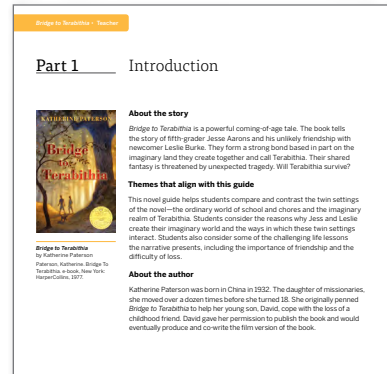 Bridge to Terabithia • Teacher
Part 1
Introduction
KATHERINE PATERSON
Bridge
to
Terabithia
Bridge to Terabithia
by Katherine Paterson
Paterson, Katherine. Bridge To
Terabithia. e-book, New York:
HarperCollins, 1977.
About the story
Bridge to Terabithia is a powerful coming-of-age tale. The book tells
the story of fifth-grader Jesse Aarons and his unlikely friendship with
newcomer Leslie Burke. They form a strong bond based in part on the
imaginary land they create together and call Terabithia. Their shared
fantasy is threatened by unexpected tragedy. Will Terabithia survive?
Themes that align with this guide
This novel guide helps students compare and contrast the twin settings
of the novel—the ordinary world of school and chores and the imaginary
realm of Terabithia. Students consider the reasons why Jess and Leslie
create their imaginary world and the ways in which these twin settings
interact. Students also consider some of the challenging life lessons
the narrative presents, including the importance of friendship and the
difficulty of loss.
About the author
Katherine Paterson was born in China in 1932. The daughter of missionaries,
she moved over a dozen times before she turned 18. She originally penned
Bridge to Terabithia to help her young son, David, cope with the loss of a
childhood friend. David gave her permission to publish the book and would
eventually produce and co-write the film version of the book.